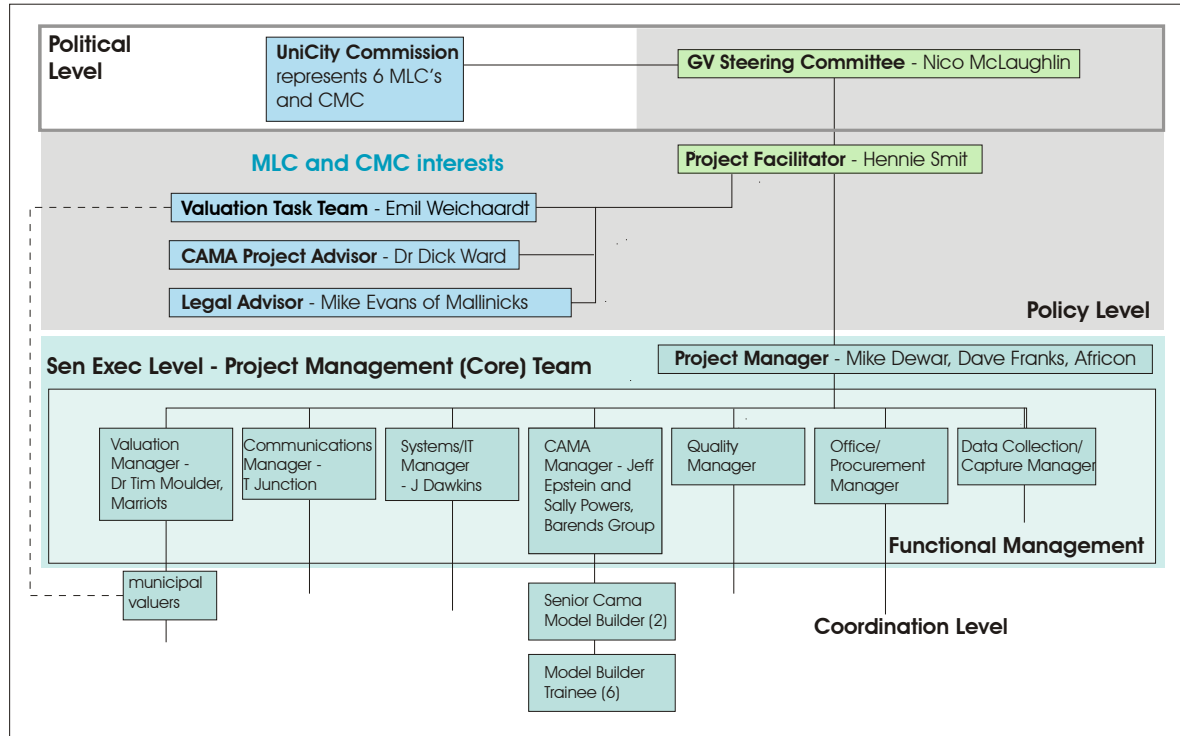 Political
Level
UniCity Commission
represents 6 MLC's
and CMC
GV Steering Committee - Nico McLaughlin
MLC and CMC interests
Project Facilitator - Hennie Smit
Valuation Task Team - Emil Weichaardt
CAMA Project Advisor - Dr Dick Ward
Legal Advisor - Mike Evans of Mallinicks
Policy Level
Sen Exec Level - Project Management (Core) Team
Project Manager - Mike Dewar, Dave Franks, Africon
Valuation
Manager -
Dr Tim Moulder,
Marriots
Communications
Manager -
T Junction
Systems/IT
Manager
- J Dawkins
CAMA
Manager - Jeff
Epstein and
Sally Powers,
Barends Group
Quality
Manager
Office/
Procurement
Manager
Data Collection/
Capture Manager
Functional Management
municipal
valuers
Senior Cama
Model Builder (2)
Coordination Level
Model Builder
Trainee (6)